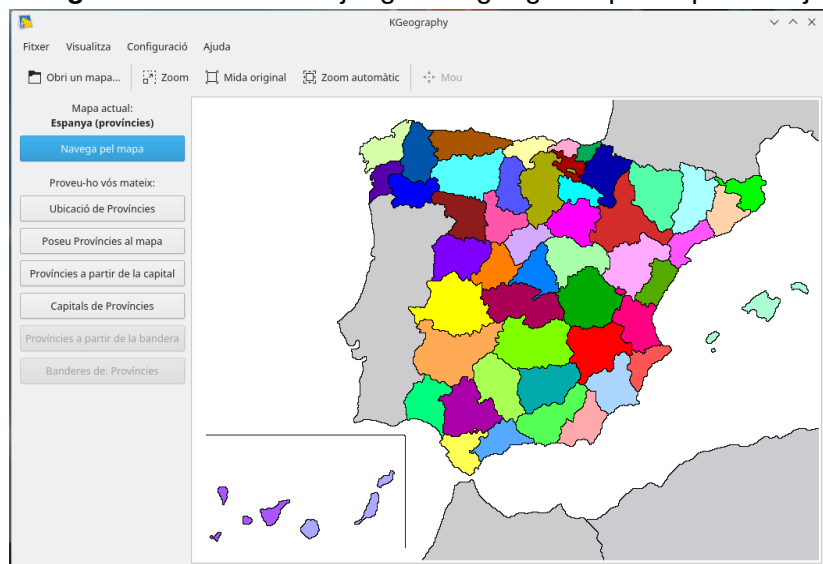 KGeography
Fitxer Visualitza Configuració Ajuda
Obri un mapa... Zoom Mida original Zoom automàtic Mou
Mapa actual:
Espanya (províncies)
Navega pel mapa
Proveu-ho vós mateix:
Ubicació de Províncies
Poseu Províncies al mapa
Províncies a partir de la capital
Capitals de Províncies
Províncies a partir de la bandera
Banderes de: Províncies